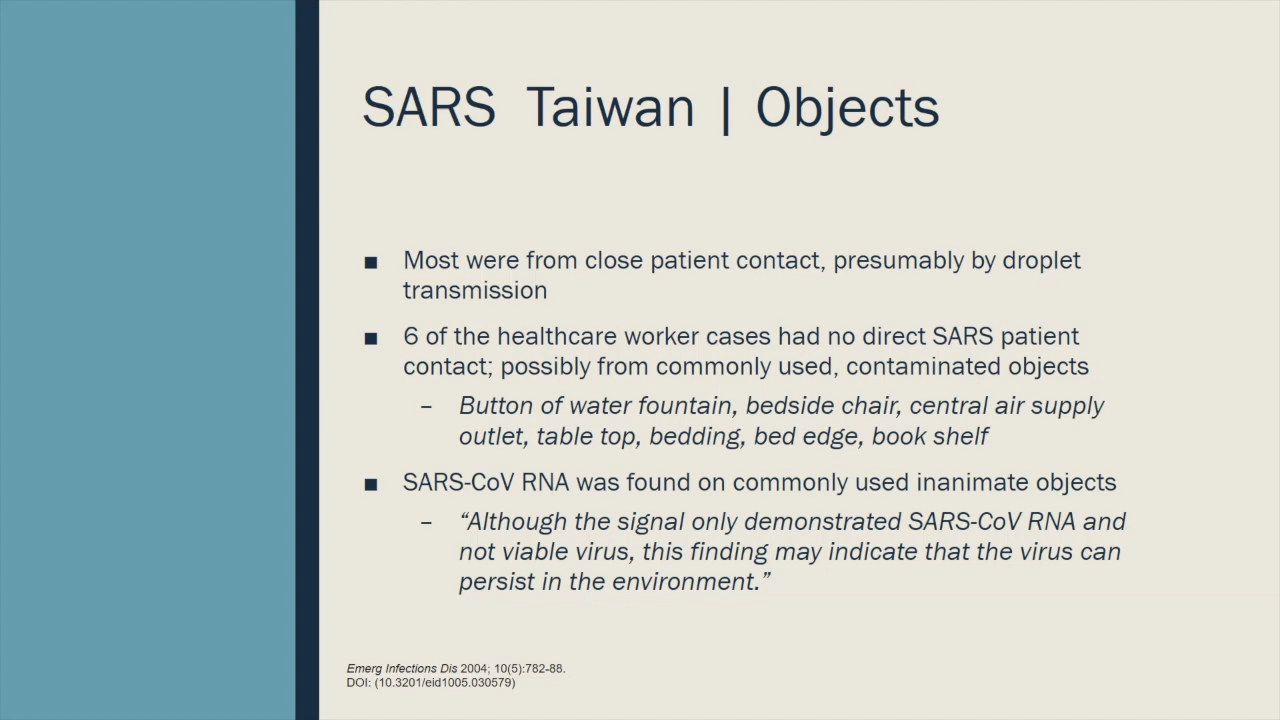 SARS Taiwan | Objects
■ Most were from close patient contact, presumably by droplet
transmission
■ 6 of the healthcare worker cases had no direct SARS patient
contact; possibly from commonly used, contaminated objects
– Button of water fountain, bedside chair, central air supply
outlet, table top, bedding, bed edge, book shelf
■ SARS-CoV RNA was found on commonly used inanimate objects
– “Although the signal only demonstrated SARS-CoV RNA and
not viable virus, this finding may indicate that the virus can
persist in the environment.”
Emerg Infections Dis 2004; 10(5):782-88.
DOI: (10.3201/eid1005.030579)